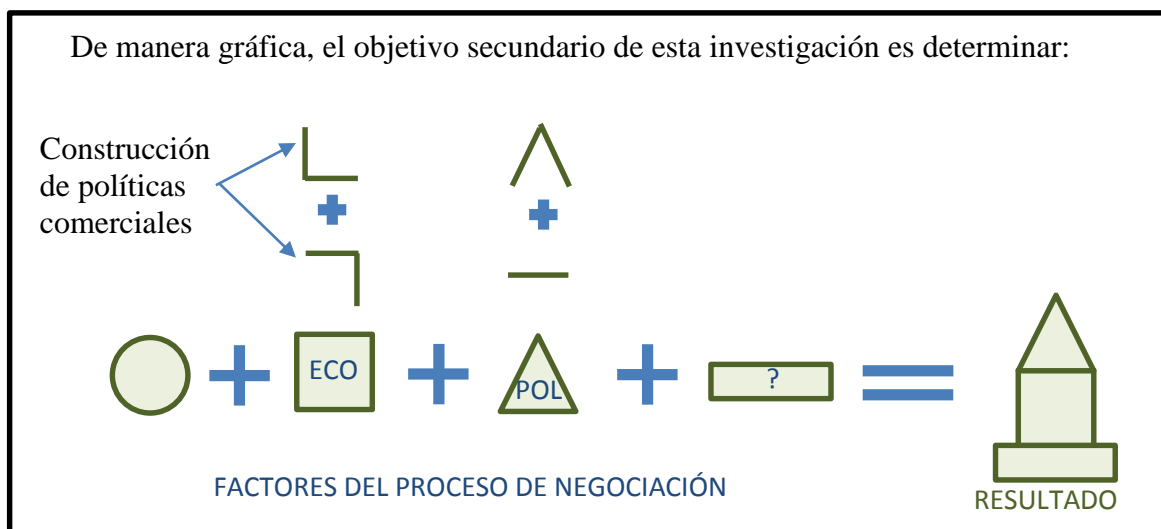 De manera gráfica, el objetivo secundario de esta investigación es determinar:
Construcción
de políticas
comerciales
ECO
POL
?
FACTORES DEL PROCESO DE NEGOCIACIÓN
RESULTADO